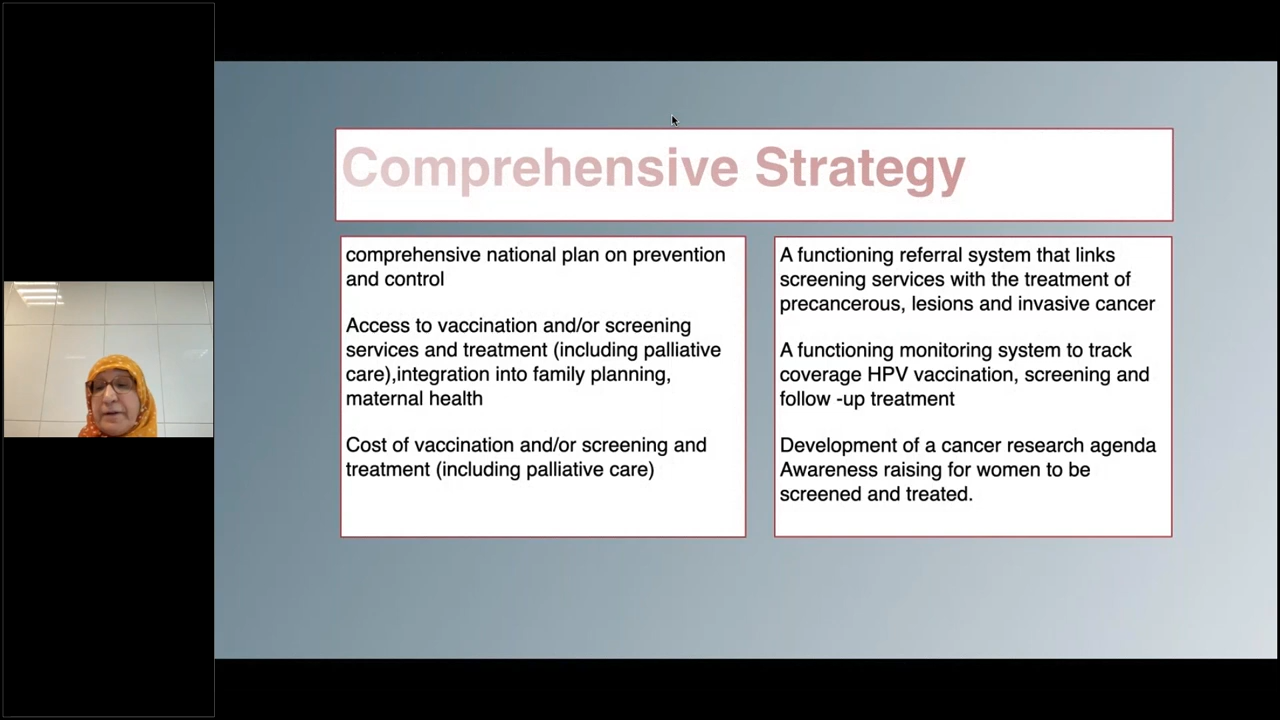 Comprehensive Strategy
comprehensive national plan on prevention
and control
Access to vaccination and/or screening
services and treatment (including palliative
care),integration into family planning,
maternal health
Cost of vaccination and/or screening and
treatment (including palliative care)
A functioning referral system that links
screening services with the treatment of
precancerous, lesions and invasive cancer
A functioning monitoring system to track
coverage HPV vaccination, screening and
follow -up treatment
Development of a cancer research agenda
Awareness raising for women to be
screened and treated.